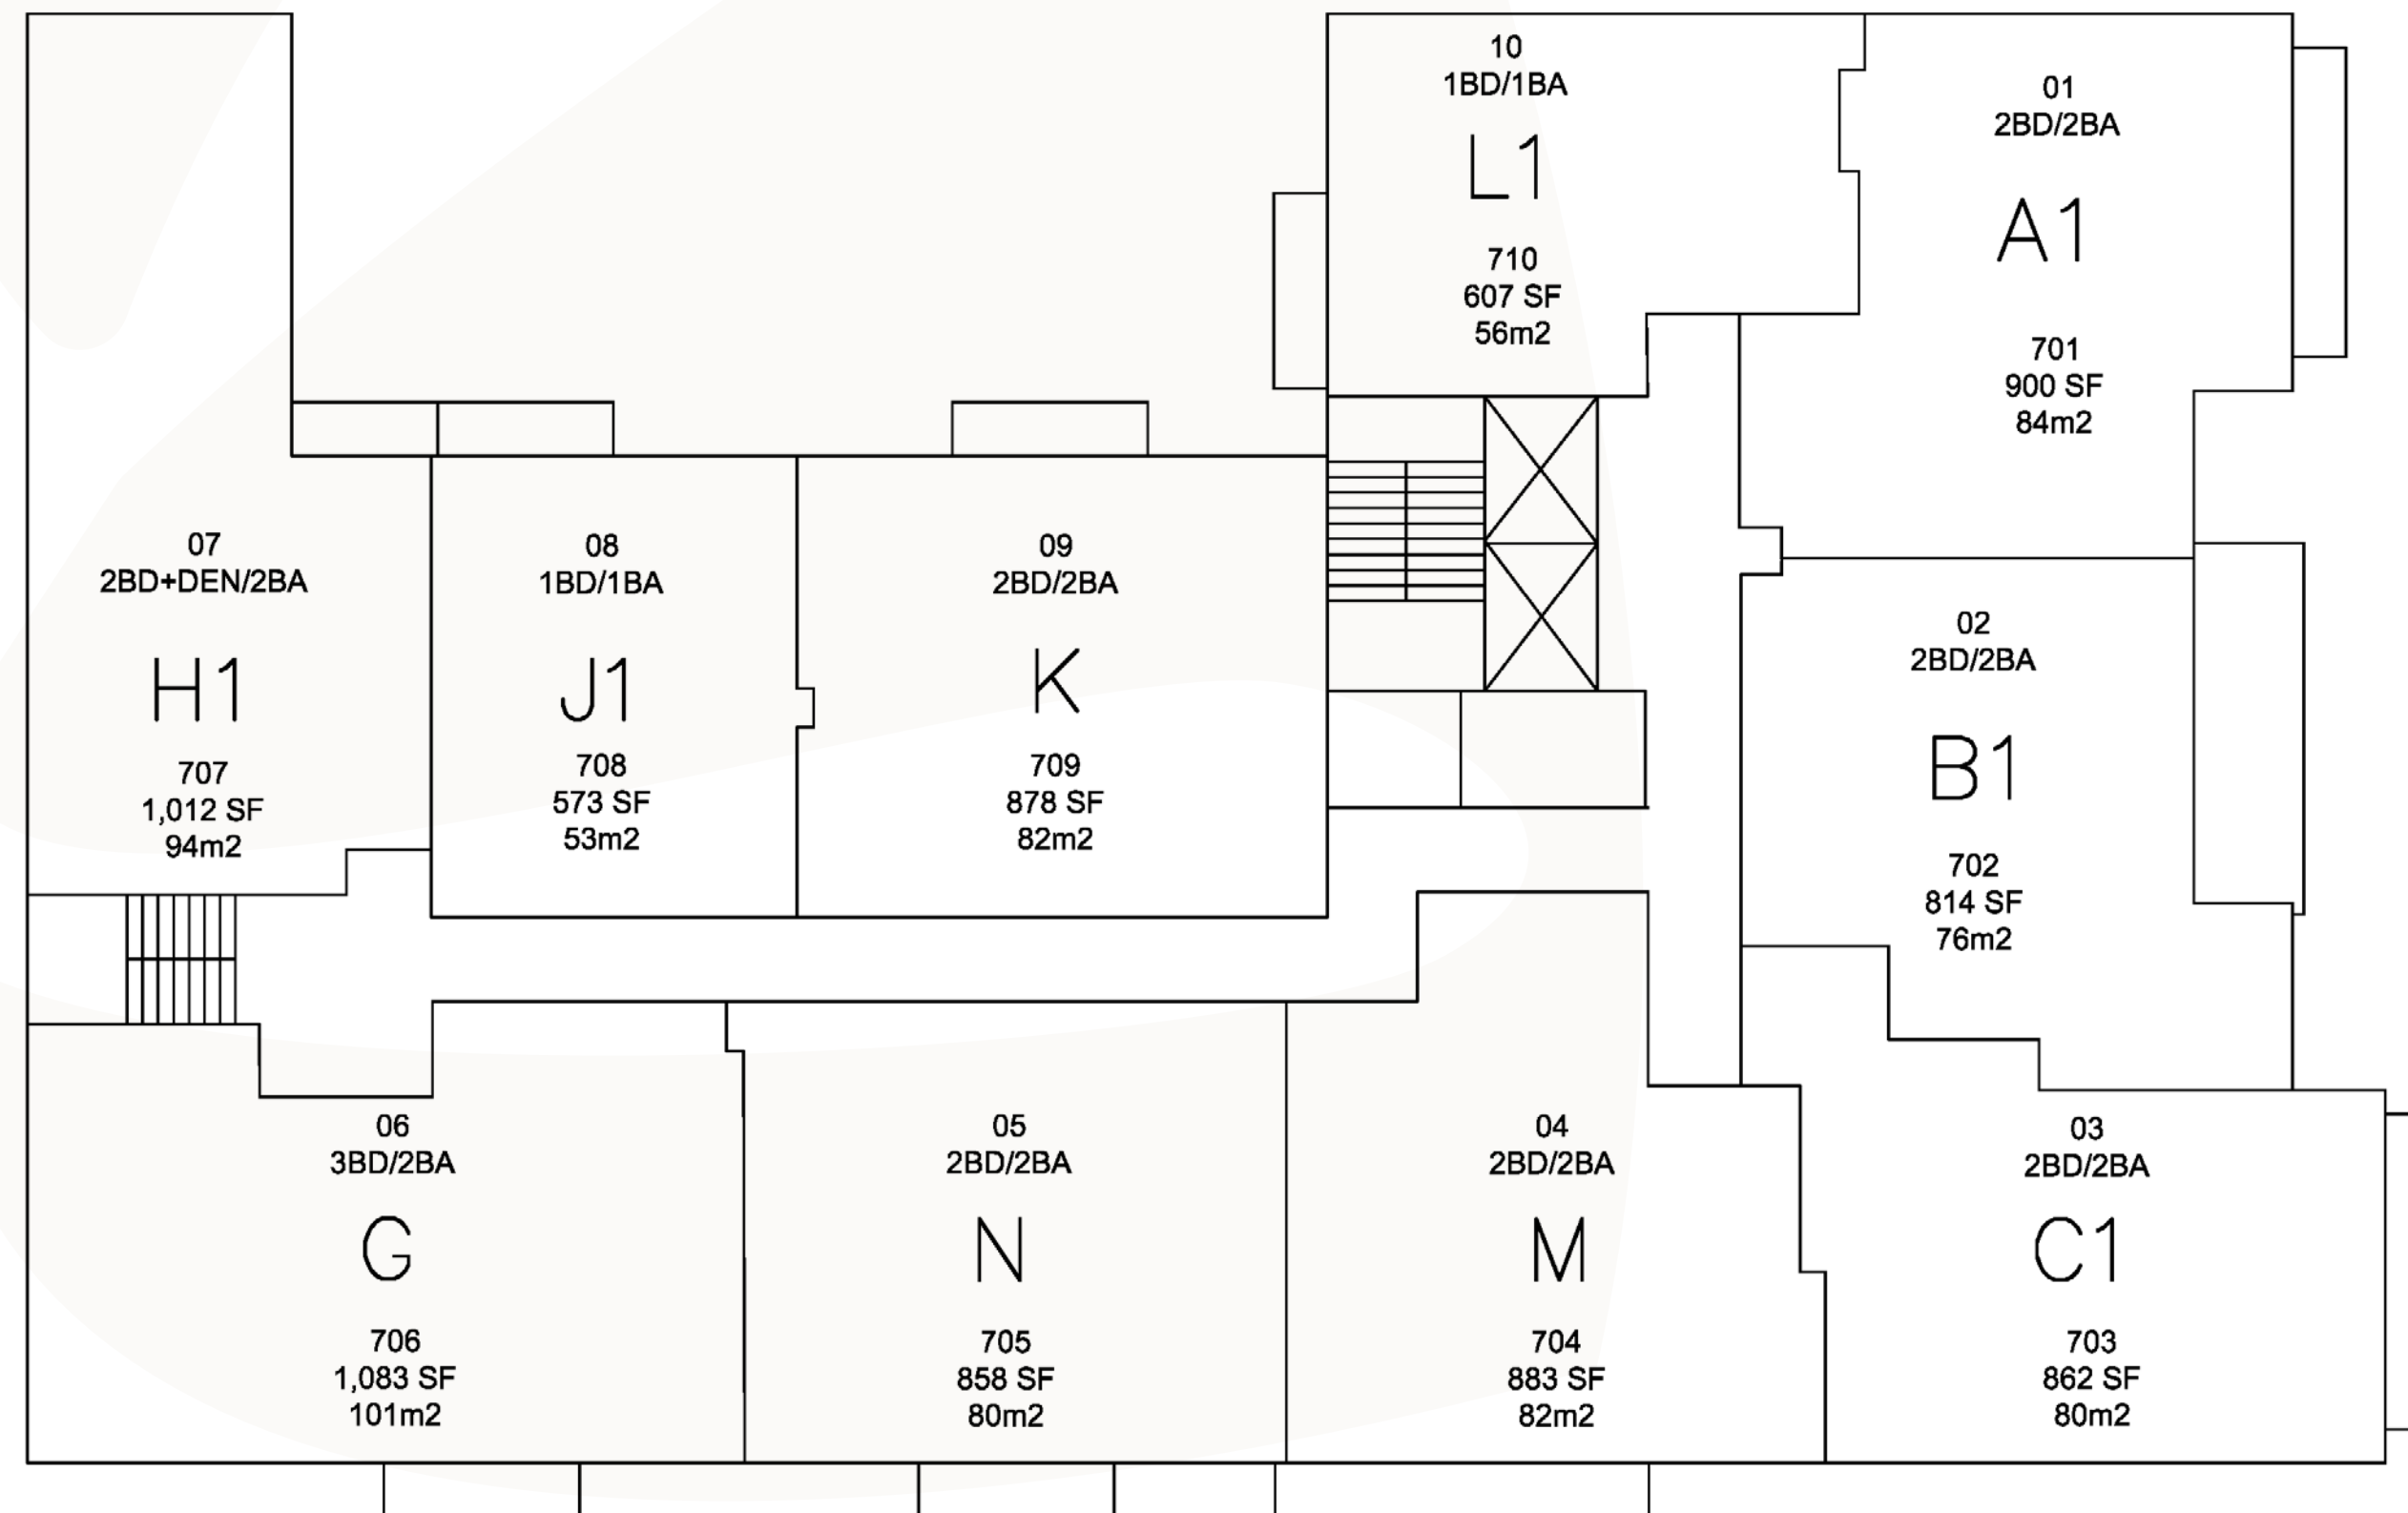 10
1BD/1BA
L1
710
607 SF
56m2
01
2BD/2BA
A1
701
900 SF
84m2
07
2BD+DEN/2BA
H1
707
1,012 SF
94m2
08
1BD/1BA
J1
708
573 SF
53m2
09
2BD/2BA
K
709
878 SF
82m2
02
2BD/2BA
B1
702
814 SF
76m2
06
3BD/2BA
G
706
1,083 SF
101m2
05
2BD/2BA
N
705
858 SF
80m2
04
2BD/2BA
M
704
883 SF
82m2
03
2BD/2BA
C1
703
862 SF
80m2